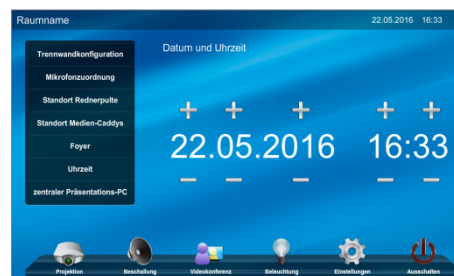 Raumname
22.05.2016 16:33
Trennwandkonfiguration
Mikrofonzuordnung
Standort Rednerpulte
Standort Medien-Caddys
Foyer
Uhrzeit
zentraler Präsentations-PC
Datum und Uhrzeit
+ + + + +
22.05.2016 16:33
— — — — —
Projektion Beschallung Videokonferenz Beleuchtung Einstellungen Ausschalten